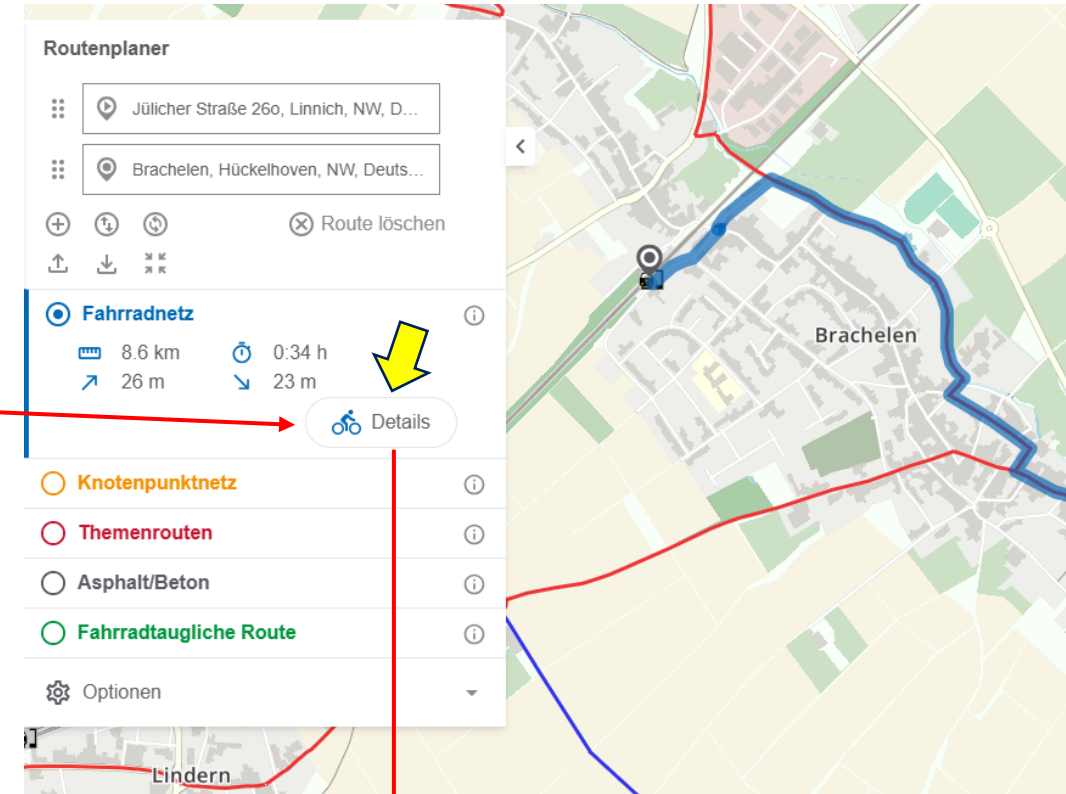 Routenplaner
Jülicher Straße 26o, Linnich, NW, D...
Brachelen, Hückelhoven, NW, Deuts...
Route löschen
Fahrradnetz
8.6 km 0:34 h
26 m 23 m
Details
Knotenpunktnetz
Themenrouten
Asphalt/Beton
Fahrradtaugliche Route
Optionen
Brachelen
Lindern